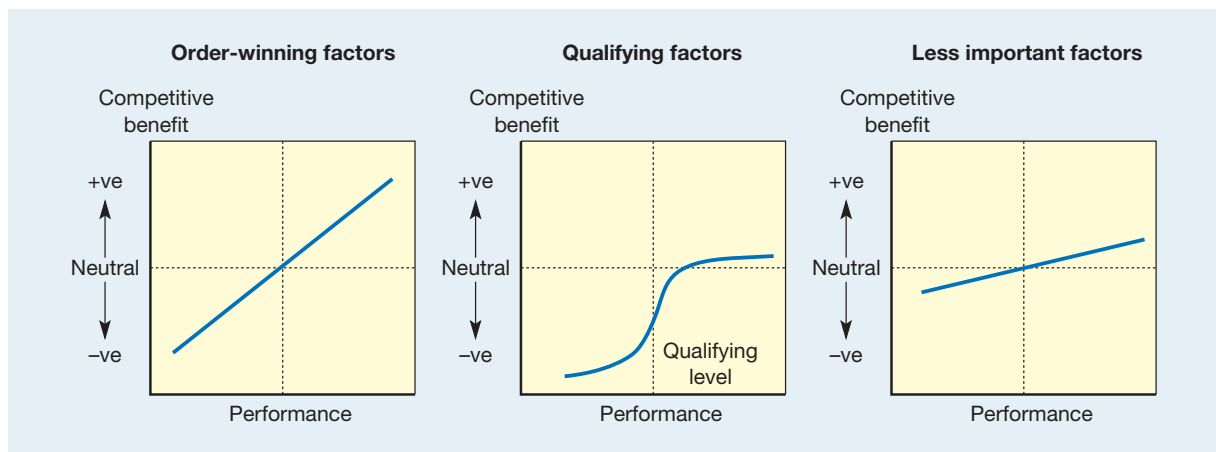 Order-winning factors
Competitive
benefit
+ve
Neutral
–ve
Performance
Qualifying factors
Competitive
benefit
+ve
Neutral
–ve
Qualifying
level
Performance
Less important factors
Competitive
benefit
+ve
Neutral
–ve
Performance